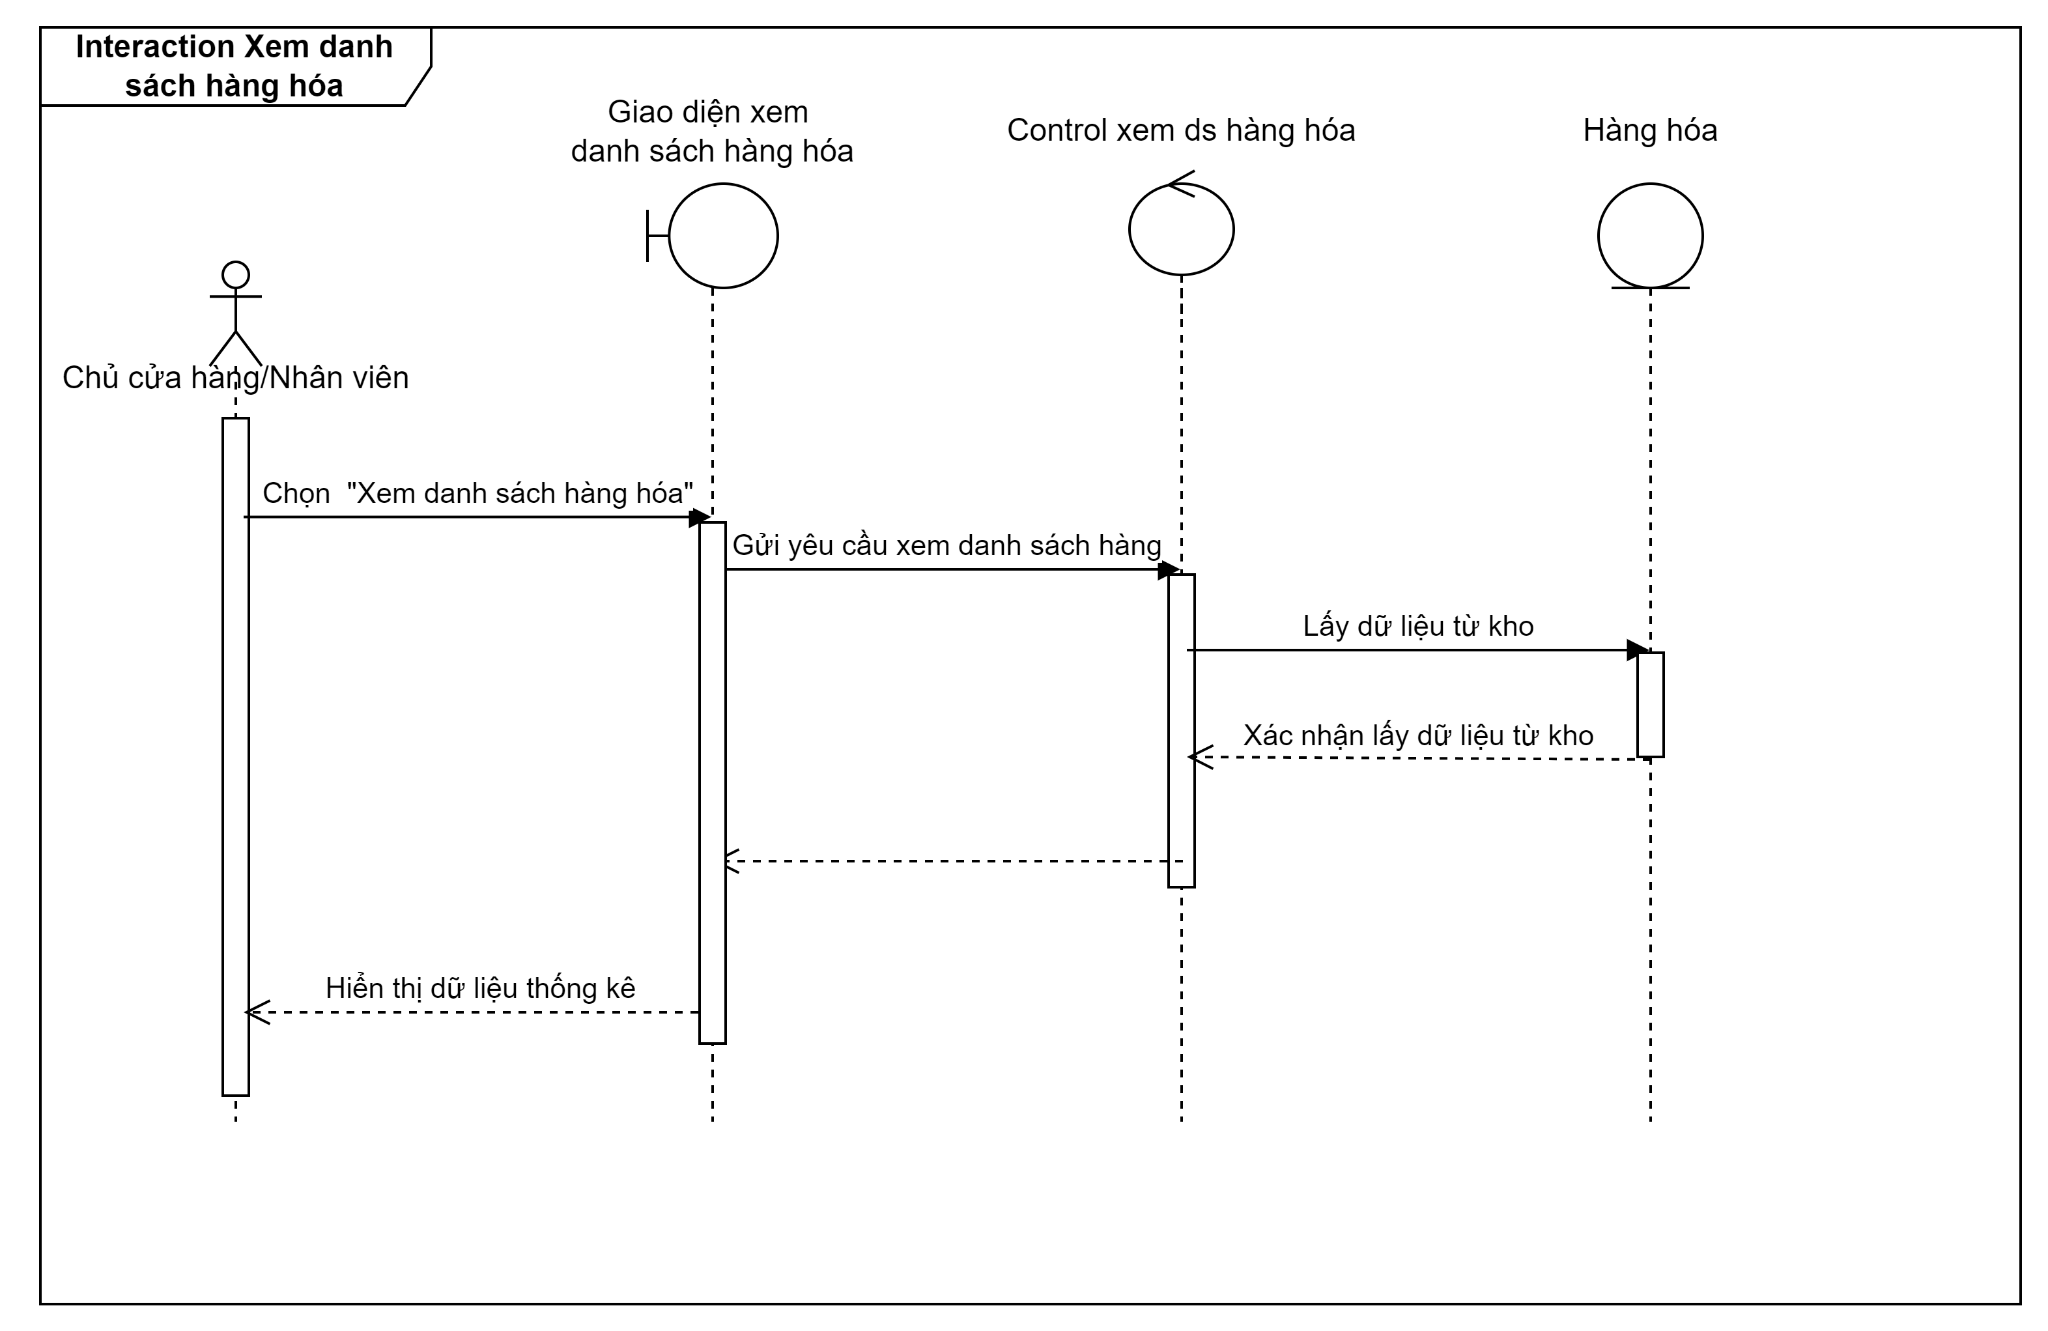 Interaction Xem danh
sách hàng hóa
Giao diện xem
danh sách hàng hóa
Control xem ds hàng hóa
Hàng hóa
Chủ cửa hàng/Nhân viên
Chọn  "Xem danh sách hàng hóa"
Gửi yêu cầu xem danh sách hàng
Lấy dữ liệu từ kho
Xác nhận lấy dữ liệu từ kho
Hiển thị dữ liệu thống kê